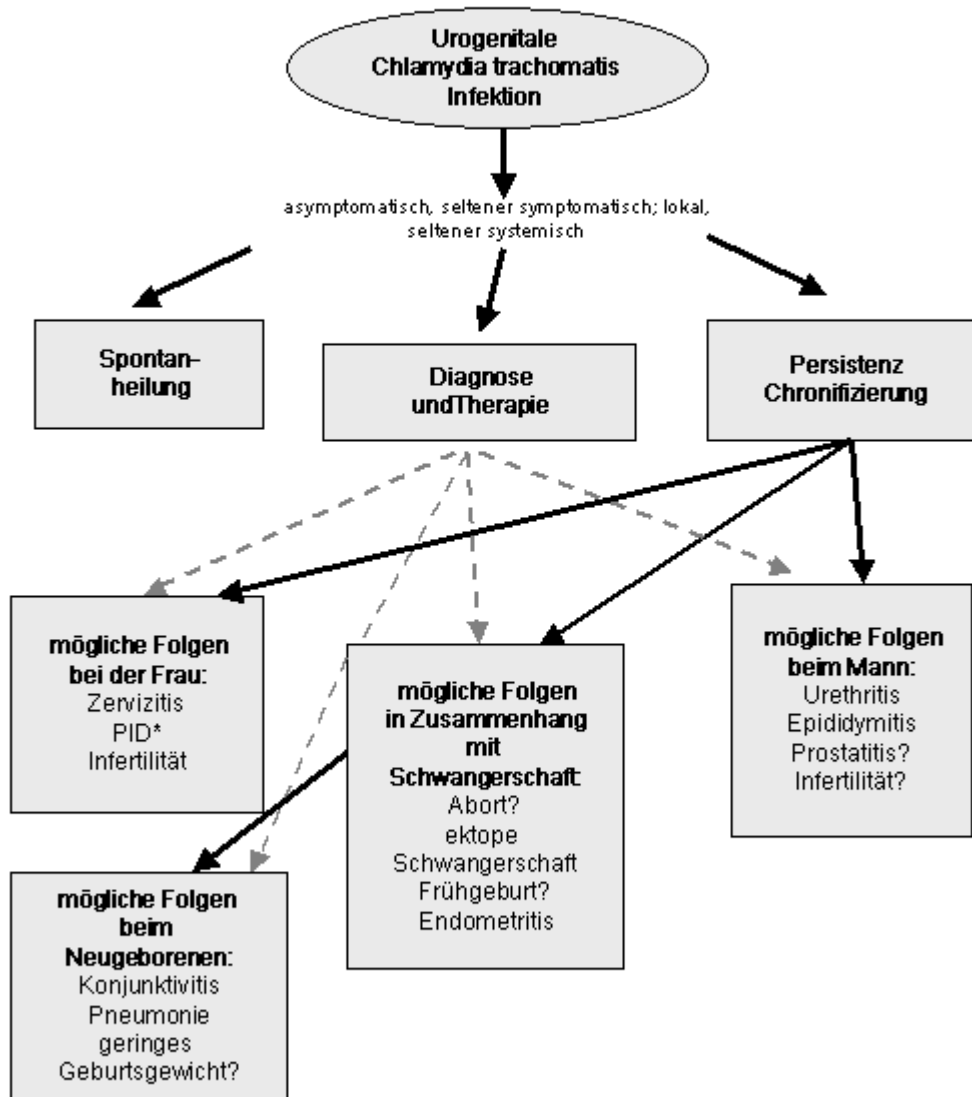 Urogenitale
Chlamydia trachomatis
Infektion
asymptomatisch, seltener symptomatisch; lokal,
seltener systemisch
Spontan-
heilung
Diagnose
undTherapie
Persistenz
Chronifizierung
mögliche Folgen
bei der Frau:
Zervizitis
PID*
Infertilität
mögliche Folgen
in Zusammenhang
mit
Schwangerschaft:
Abort?
ektope
Schwangerschaft
Frühgeburt?
Endometritis
mögliche Folgen
beim Mann:
Urethritis
Epididymitis
Prostatitis?
Infertilität?
mögliche Folgen
beim
Neugeborenen:
Konjunktivitis
Pneumonie
geringes
Geburtsgewicht?